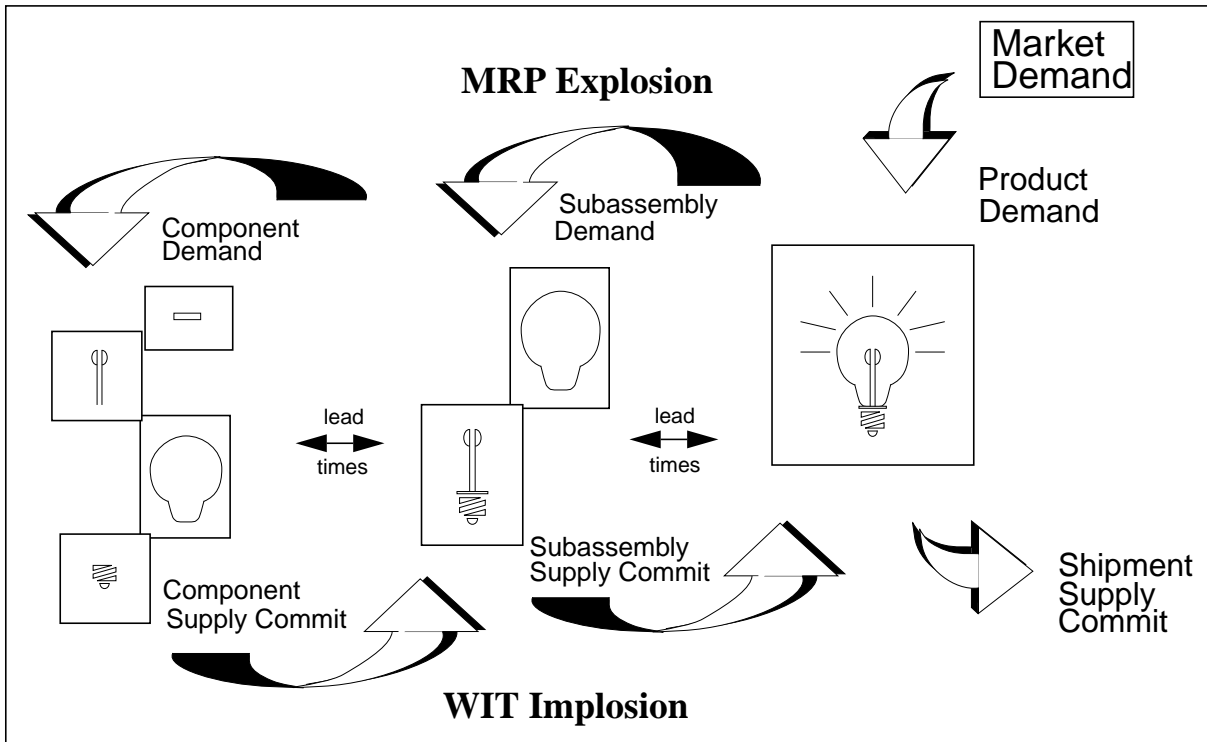 Market
Demand
MRP Explosion
Product
Demand
Subassembly
Demand
Component
Demand
lead
times
lead
times
Subassembly
Supply Commit
Component
Supply Commit
Shipment
Supply
Commit
WIT Implosion